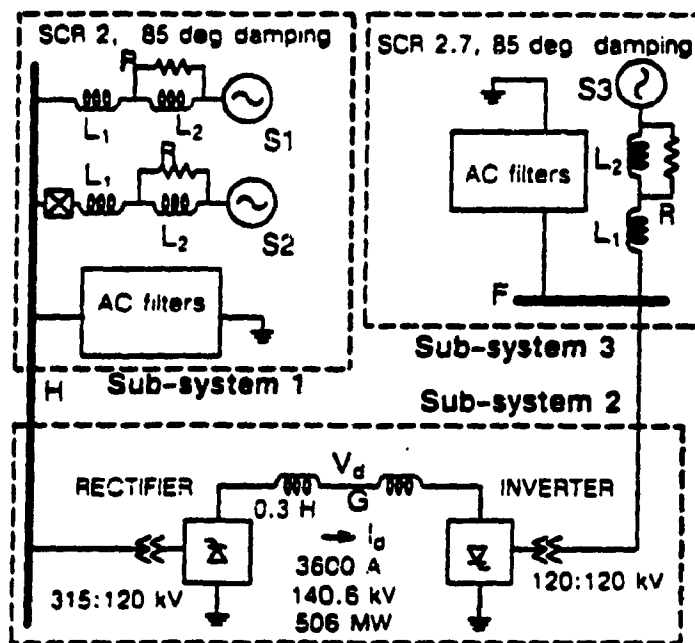 SCR 2, 85 deg damping
R
L1 L2
S1
R
L1
L2
S2
AC filters
H
Sub-system 1
SCR 2.7, 85 deg damping
S3
AC filters
L2
R
L1
F
Sub-system 3
Sub-system 2
RECTIFIER
Vd
INVERTER
0.3 H
G
Id
3600 A
140.6 kV
506 MW
315:120 kV
120:120 kV